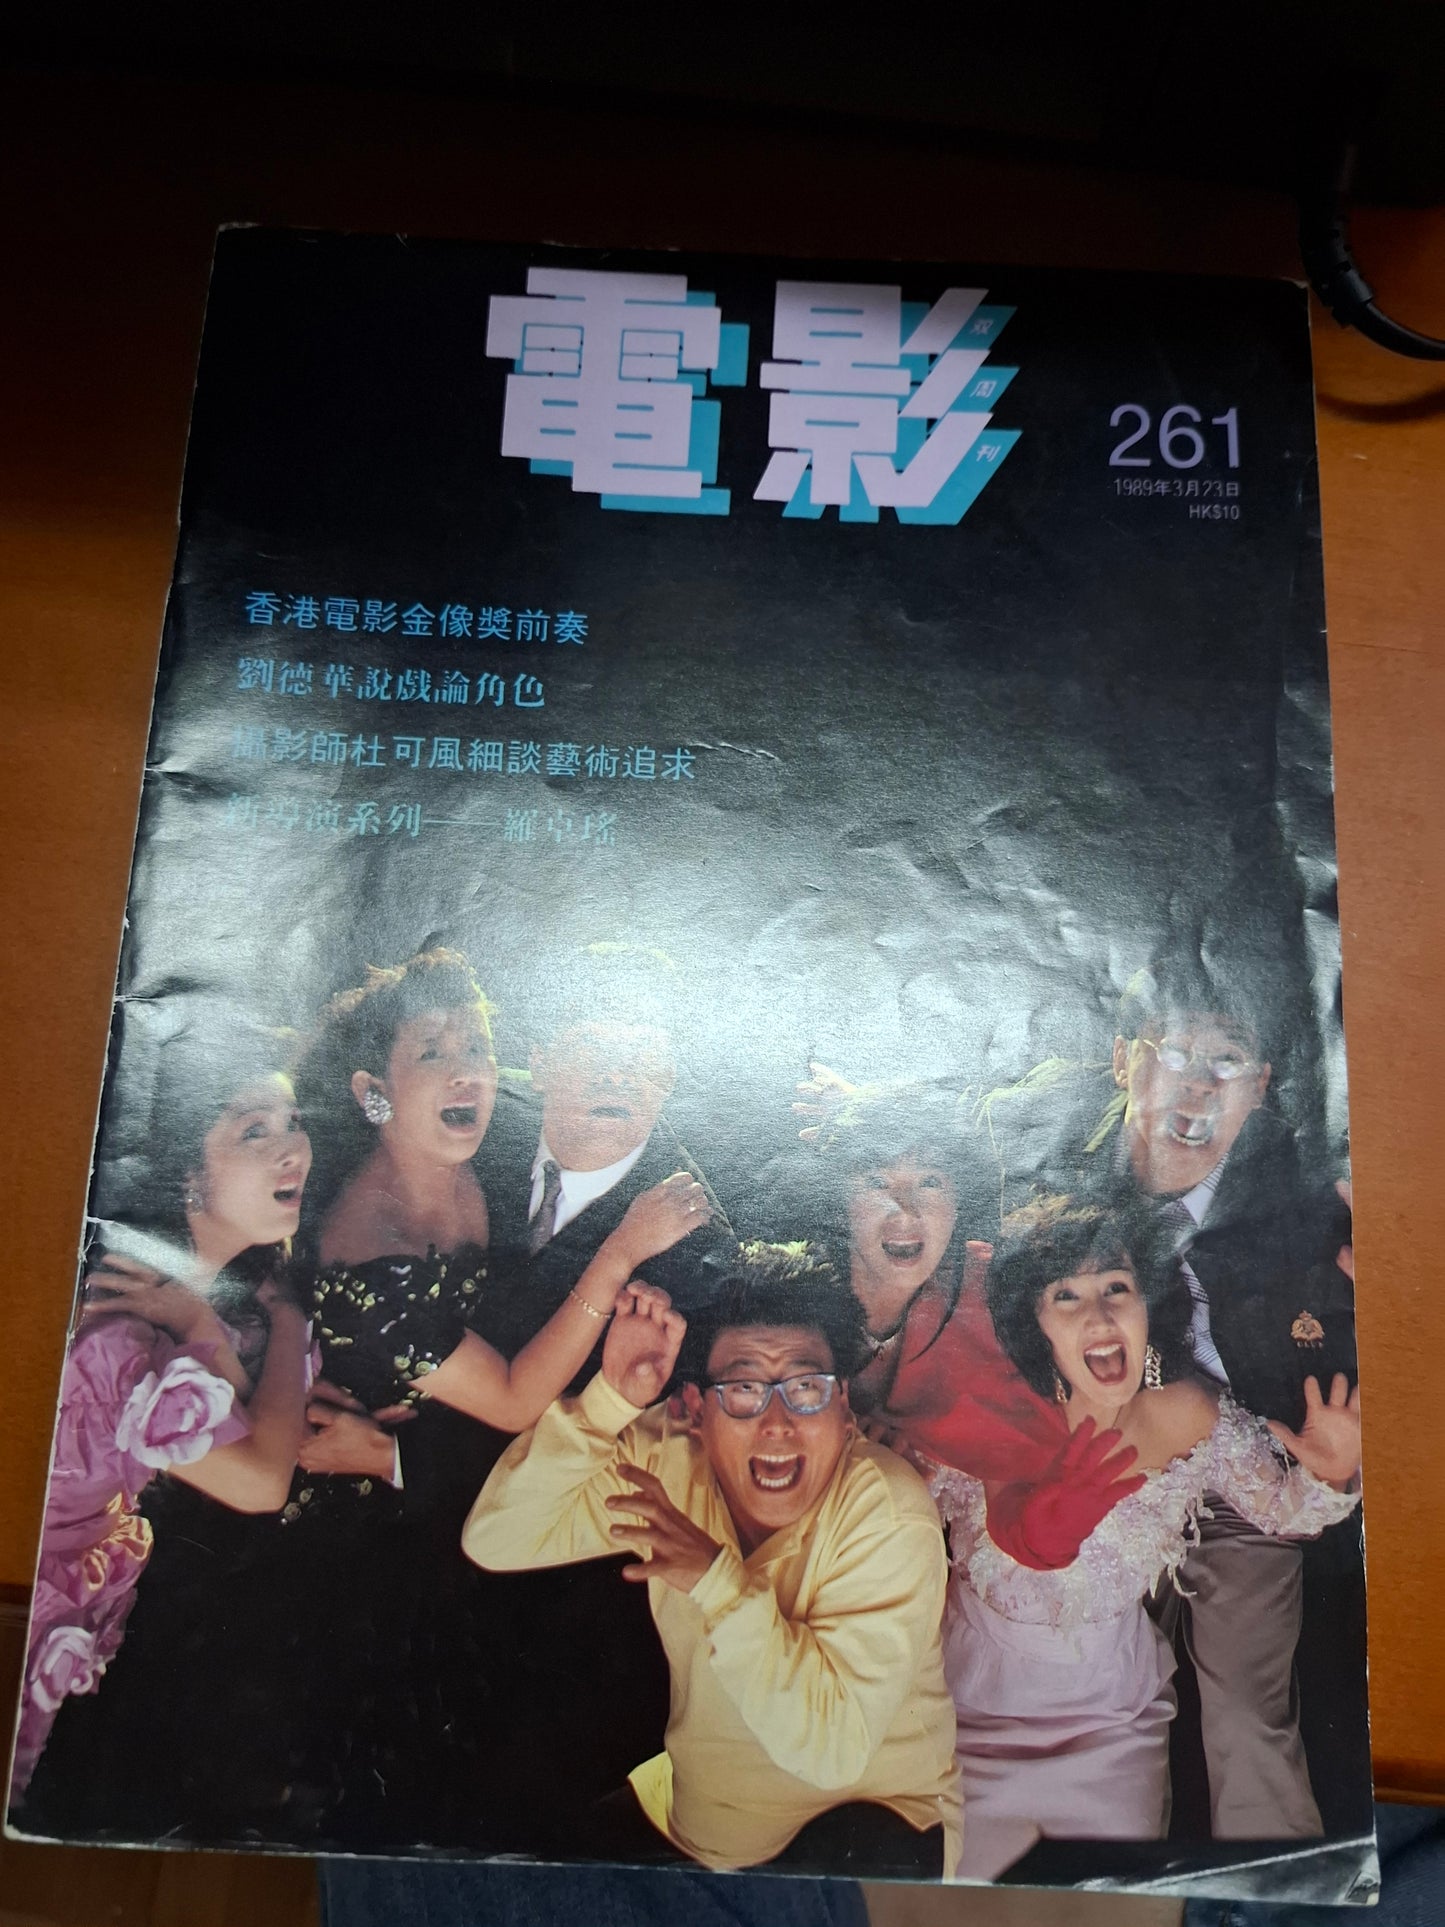 電影
双周刊
261
1989年3月23日
HK$10
香港電影金像獎前奏
劉德華說戲論角色
攝影師杜可風細談藝術追求
新導演系列——羅卓瑤